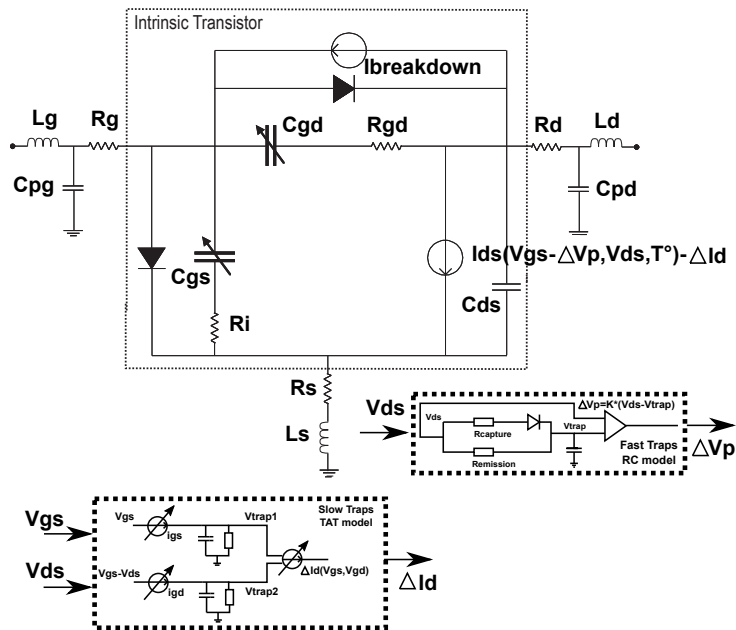 Intrinsic Transistor
Ibreakdown
Lg
Rg
Cgd
Rgd
Rd
Ld
Cpg
Cpd
Cgs
Ids(Vgs-△Vp,Vds,T°)-△Id
Cds
Ri
Rs
Ls
Vds
△Vp=K*(Vds-Vtrap)
Vds
Rcapture
Vtrap
Remission
Fast Traps
RC model
△Vp
Slow Traps
TAT model
Vgs
Vgs
igs
Vtrap1
Vds
Vgs-Vds
igd
Vtrap2
△Id(Vgs,Vgd)
△Id